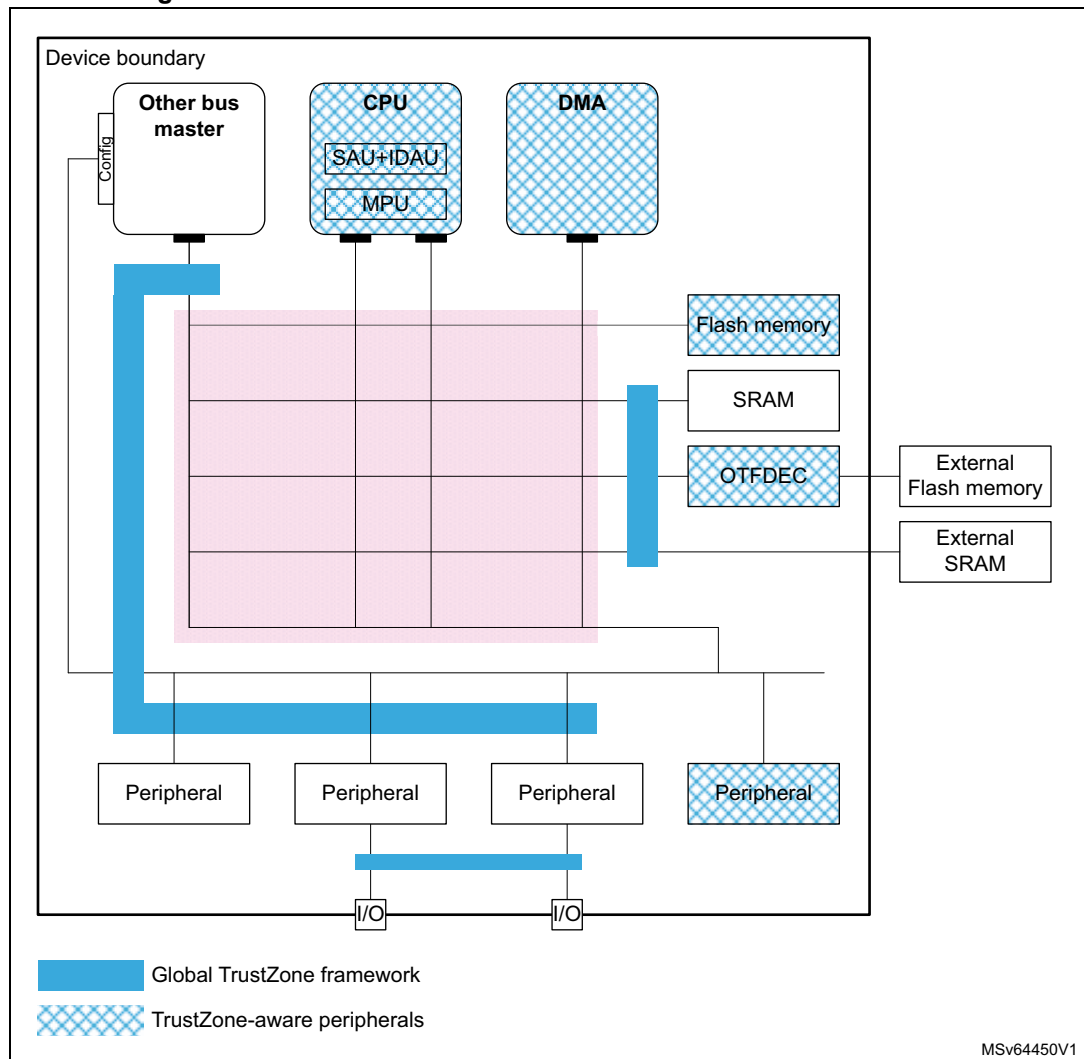 Device boundary
Other bus
master
CPU
DMA
Config
SAU+IDAU
MPU
Flash memory
SRAM
OTFDEC
External
Flash memory
External
SRAM
Peripheral
Peripheral
Peripheral
Peripheral
I/O
I/O
Global TrustZone framework
TrustZone-aware peripherals
MSv64450V1